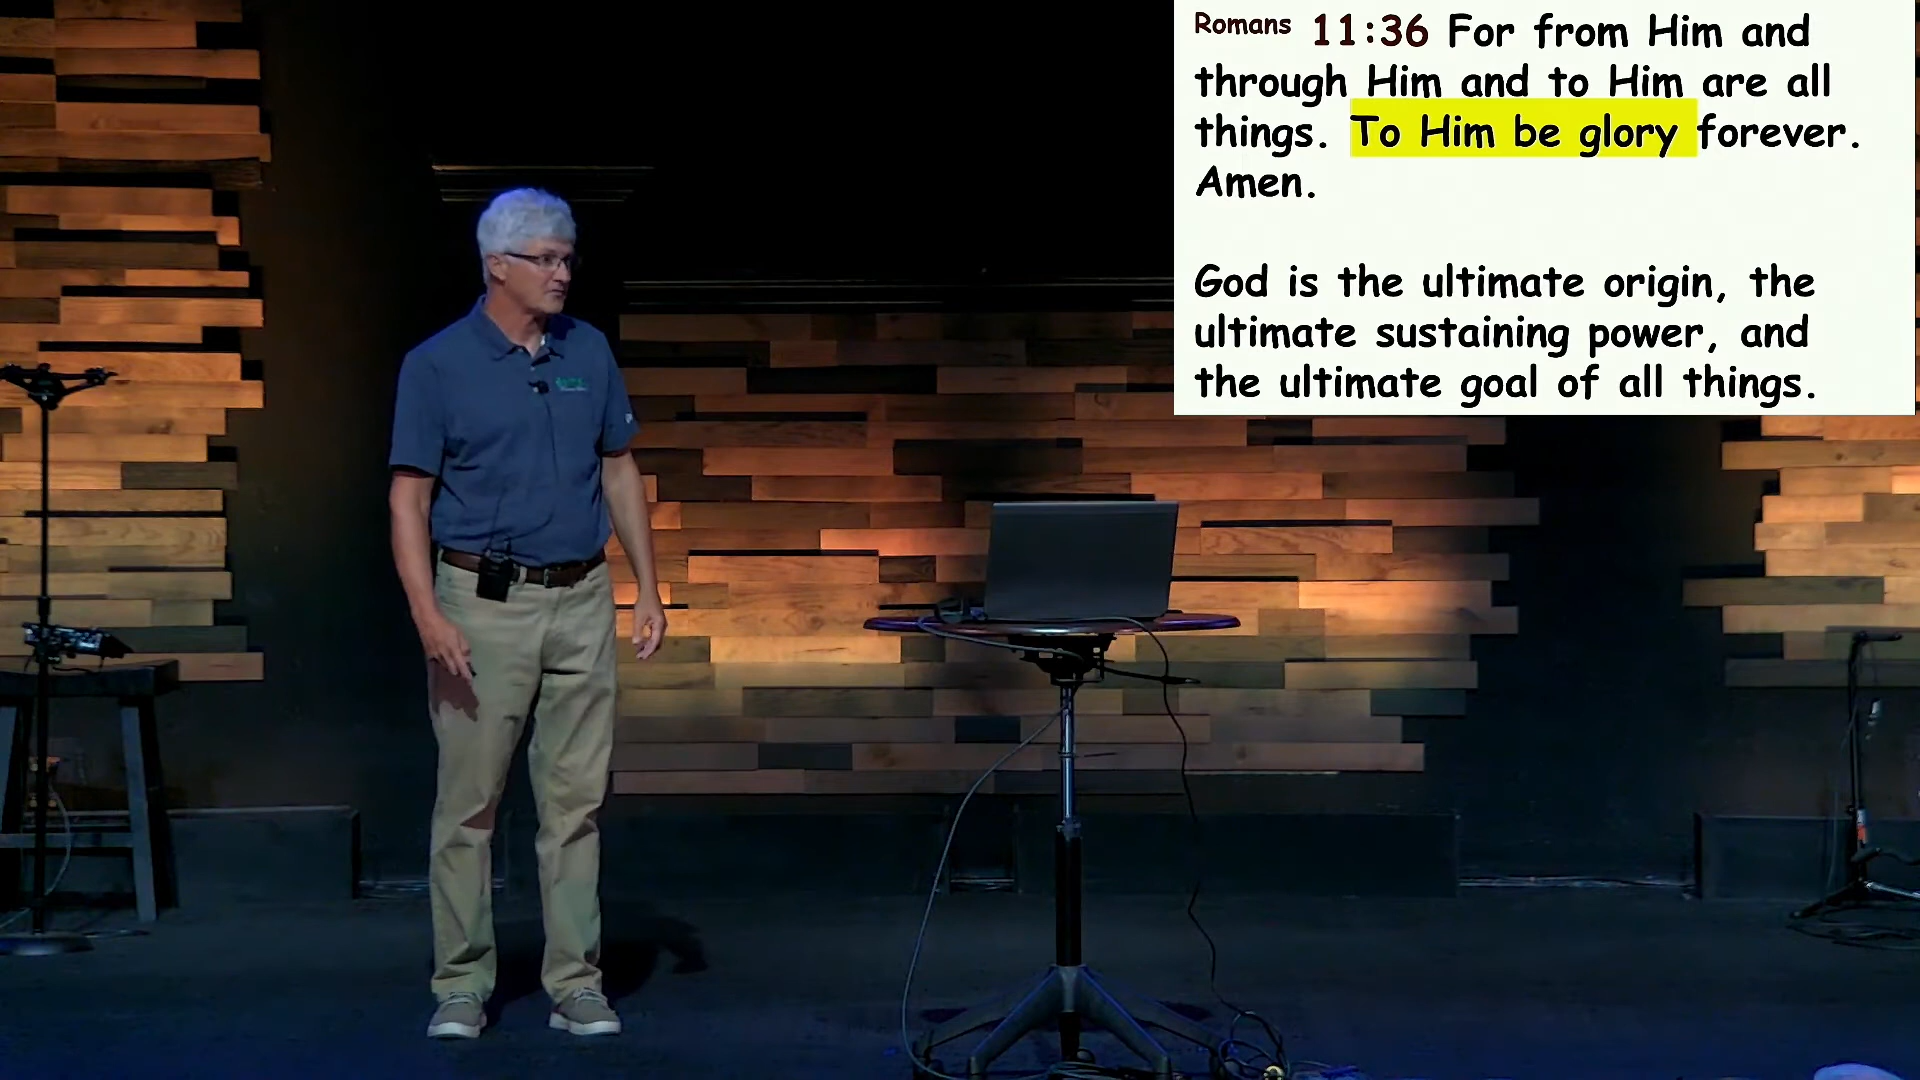 Romans 11:36 For from Him and
through Him and to Him are all
things. To Him be glory forever.
Amen.
God is the ultimate origin, the
ultimate sustaining power, and
the ultimate goal of all things.